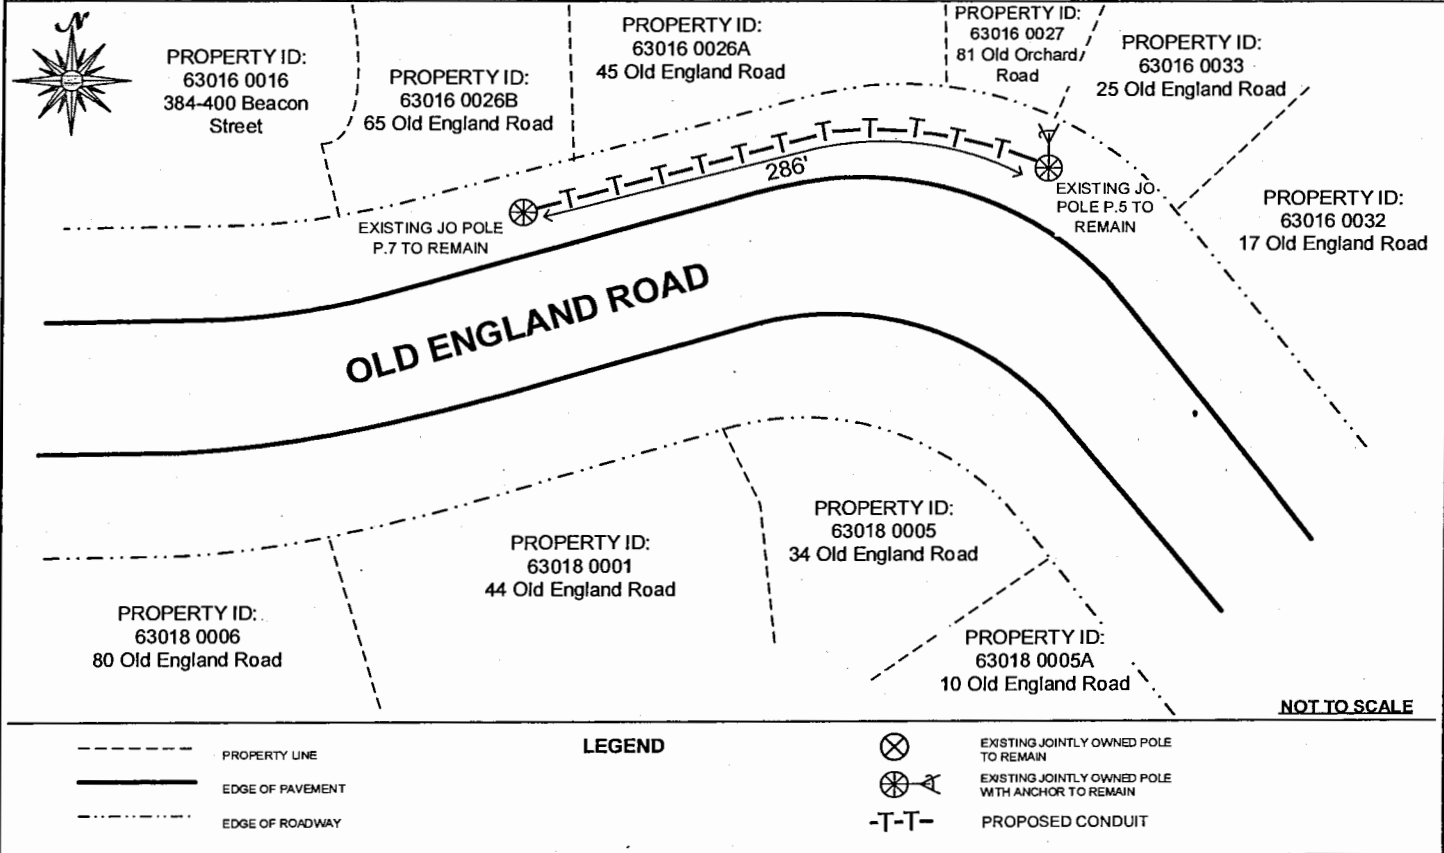 N
PROPERTY ID:
63016 0016
384-400 Beacon
Street
PROPERTY ID:
63016 0026B
65 Old England Road
PROPERTY ID:
63016 0026A
45 Old England Road
PROPERTY ID:
63016 0027
81 Old Orchard
Road
PROPERTY ID:
63016 0033
25 Old England Road
PROPERTY ID:
63016 0032
17 Old England Road
T T T T T T T T T T T
286'
EXISTING JO POLE
P.7 TO REMAIN
EXISTING JO
POLE P.5 TO
REMAIN
OLD ENGLAND ROAD
PROPERTY ID:
63018 0006
80 Old England Road
PROPERTY ID:
63018 0001
44 Old England Road
PROPERTY ID:
63018 0005
34 Old England Road
PROPERTY ID:
63018 0005A
10 Old England Road
NOT TO SCALE
LEGEND
PROPERTY LINE
EDGE OF PAVEMENT
EDGE OF ROADWAY
EXISTING JOINTLY OWNED POLE
TO REMAIN
EXISTING JOINTLY OWNED POLE
WITH ANCHOR TO REMAIN
-T-T- PROPOSED CONDUIT